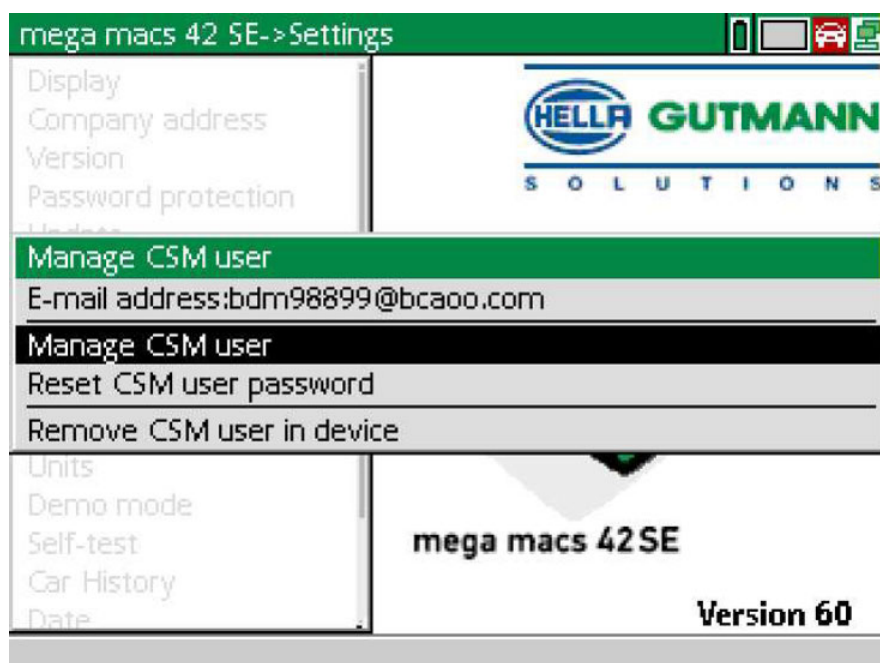 mega macs 42 SE->Settings
Display
Company address
Version
Password protection
Update
HELLA GUTMANN
SOLUTIONS
Manage CSM user
E-mail address:bdm98899@bcaoo.com
Manage CSM user
Reset CSM user password
Remove CSM user in device
Units
Demo mode
Self-test
Car History
Date
mega macs 42SE
Version 60